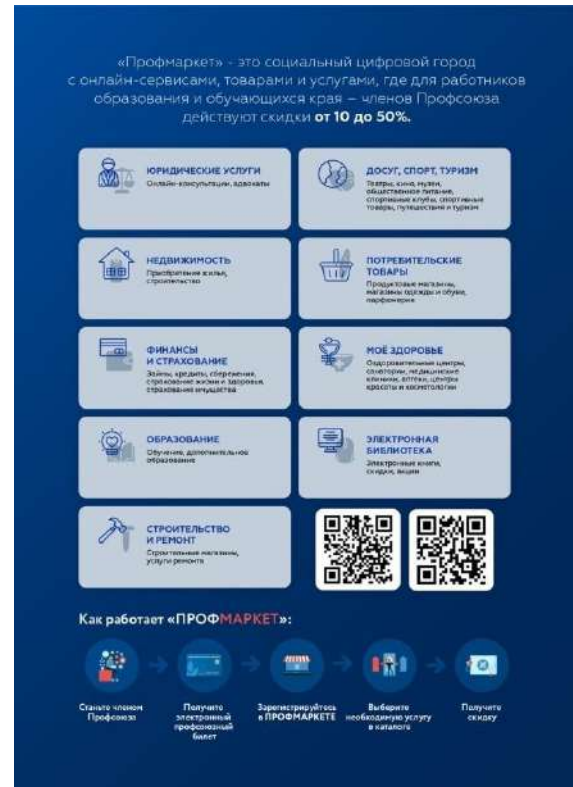 «Профмаркет» - это социальный цифровой город
с онлайн-сервисами, товарами и услугами, где для работников
образования и обучающихся края – членов Профсоюза
действуют скидки от 10 до 50%.
ЮРИДИЧЕСКИЕ УСЛУГИ
Онлайн-консультации, адвокаты
ДОСУГ, СПОРТ, ТУРИЗМ
Театры, кино, музеи,
общественное питание,
спортивные клубы, спортивные
товары, путешествия и туризм
НЕДВИЖИМОСТЬ
Приобретение жилья,
строительство
ПОТРЕБИТЕЛЬСКИЕ
ТОВАРЫ
Продуктовые магазины,
магазины одежды и обуви,
парфюмерия
ФИНАНСЫ
И СТРАХОВАНИЕ
Займы, кредиты, сбережения,
страхование жизни и здоровья,
страхование имущества
МОЁ ЗДОРОВЬЕ
Оздоровительные центры,
санатории, медицинские
клиники, аптеки, центры
красоты и косметологии
ОБРАЗОВАНИЕ
Обучение, дополнительное
образование
ЭЛЕКТРОННАЯ
БИБЛИОТЕКА
Электронные книги,
скидки, акции
СТРОИТЕЛЬСТВО
И РЕМОНТ
Строительные магазины,
услуги ремонта
Как работает «ПРОФМАРКЕТ»:
Станьте членом
Профсоюза
Получите
электронный
профсоюзный
билет
Зарегистрируйтесь
в ПРОФМАРКЕТЕ
Выберите
необходимую услугу
в каталоге
Получите
скидку